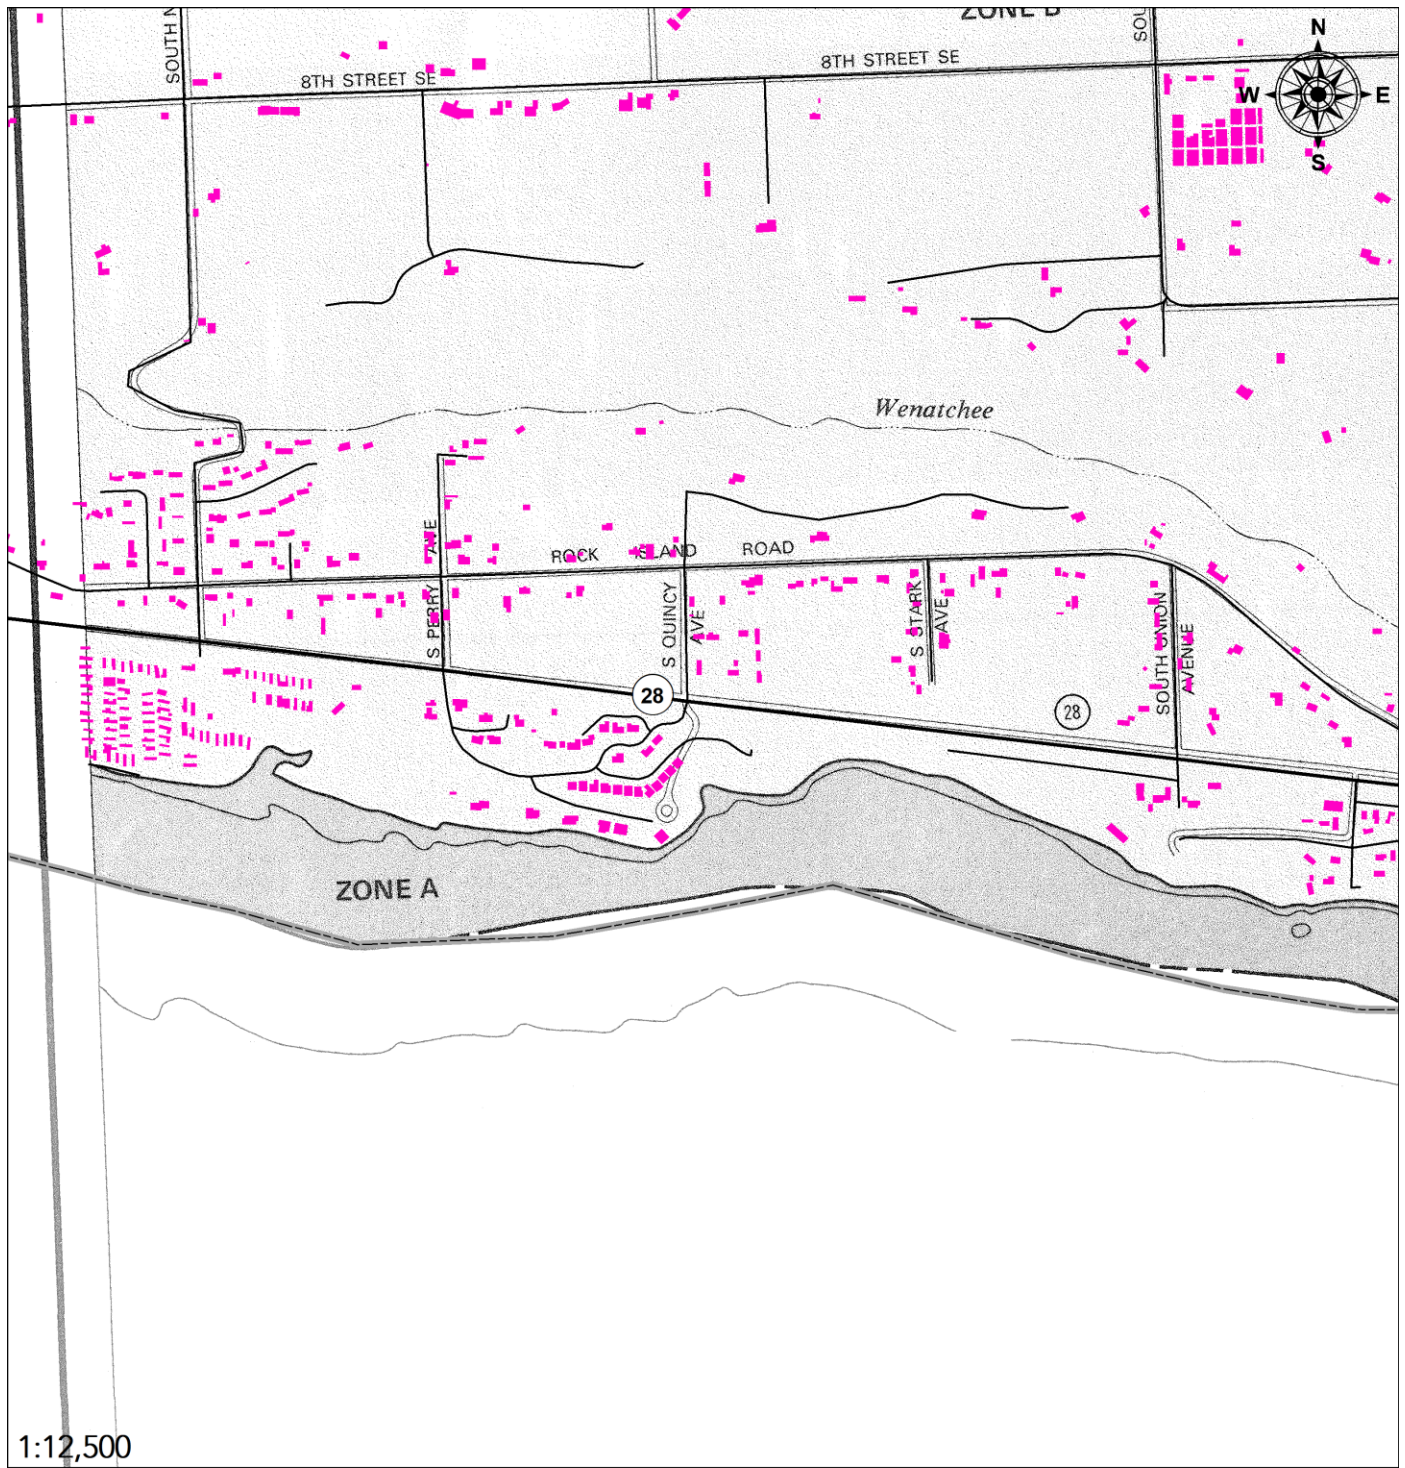 ZONE B
N
8TH STREET SE
8TH STREET SE
W
E
S
SOUTH
Wenatchee
ROCK ISLAND ROAD
S PERRY AVE
S QUINCY
AVE
S STARK
AVE
SOUTH UNION
AVENUE
28
28
ZONE A
1:12,500